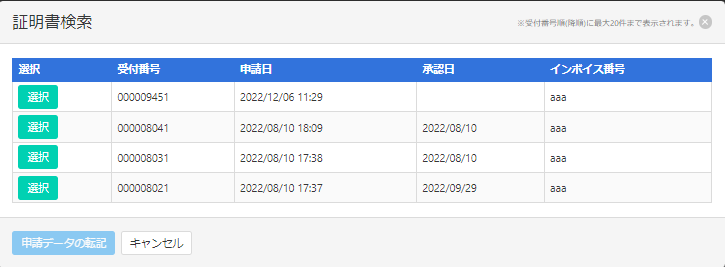 証明書検索 ※受付番号順(降順)に最大20件まで表示されます。
選択 受付番号 申請日 承認日 インボイス番号
選択 000009451 2022/12/06 11:29 aaa
選択 000008041 2022/08/10 18:09 2022/08/10 aaa
選択 000008031 2022/08/10 17:38 2022/08/10 aaa
選択 000008021 2022/08/10 17:37 2022/09/29 aaa
申請データの転記 キャンセル